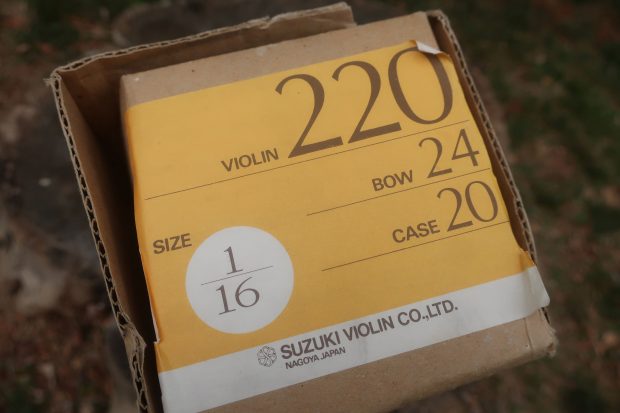 VIOLIN 220
BOW 24
CASE 20
SIZE
1
16
SUZUKI VIOLIN CO.,LTD.
NAGOYA JAPAN